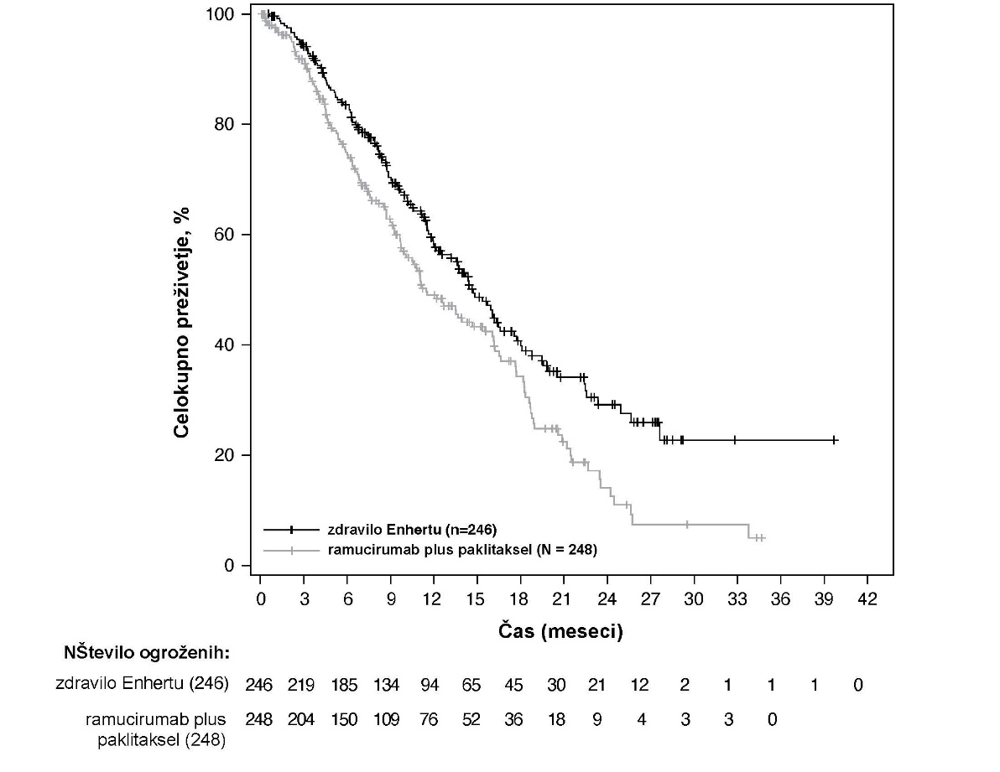 100
80
60
40
20
0
Celokupno preživetje, %
zdravilo Enhertu (n=246)
ramucirumab plus paklitaksel (N = 248)
0 3 6 9 12 15 18 21 24 27 30 33 36 39 42
Čas (meseci)
NŠtevilo ogroženih:
zdravilo Enhertu (246) 246 219 185 134 94 65 45 30 21 12 2 1 1 1 0
ramucirumab plus 248 204 150 109 76 52 36 18 9 4 3 3 0
paklitaksel (248)